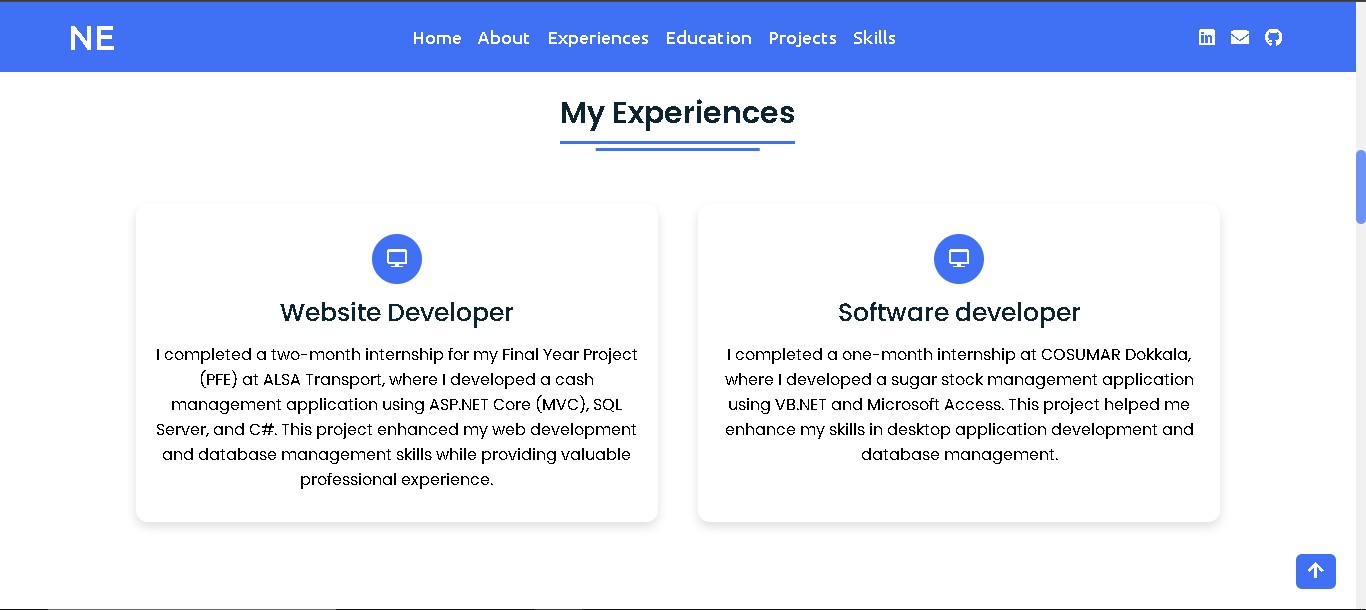 NE
Home About Experiences Education Projects Skills
My Experiences
Website Developer
I completed a two-month internship for my Final Year Project
(PFE) at ALSA Transport, where I developed a cash
management application using ASP.NET Core (MVC), SQL
Server, and C#. This project enhanced my web development
and database management skills while providing valuable
professional experience.
Software developer
I completed a one-month internship at COSUMAR Dokkala,
where I developed a sugar stock management application
using VB.NET and Microsoft Access. This project helped me
enhance my skills in desktop application development and
database management.